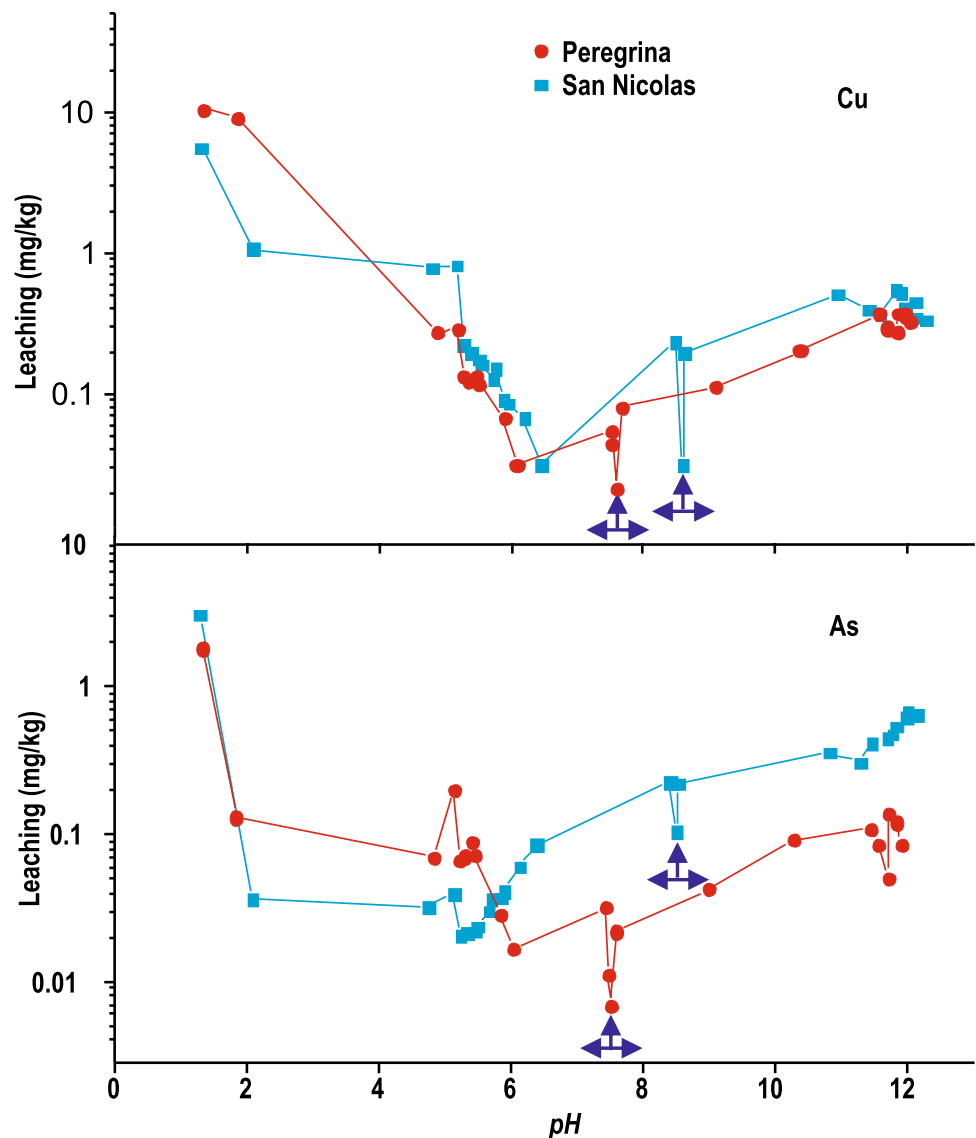 Peregrina
San Nicolas
Cu
10
1
0.1
Leaching (mg/kg)
10
As
1
0.1
0.01
Leaching (mg/kg)
0 2 4 6 8 10 12
pH